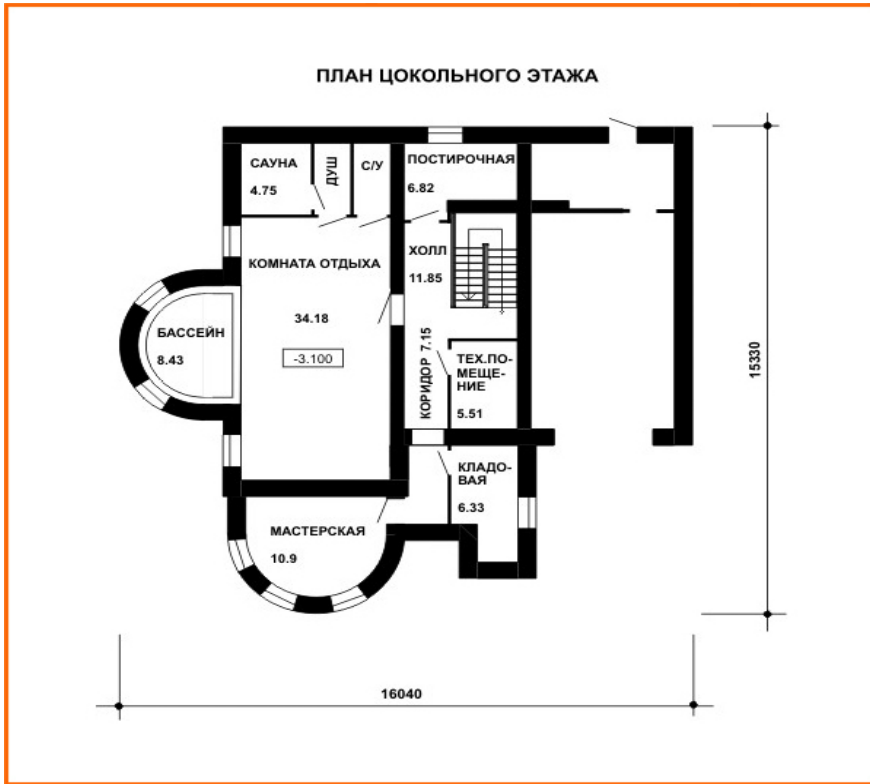 ПЛАН ЦОКОЛЬНОГО ЭТАЖА
САУНА
4.75
ДУШ
С/У
ПОСТИРОЧНАЯ
6.82
КОМНАТА ОТДЫХА
34.18
-3.100
ХОЛЛ
11.85
БАССЕЙН
8.43
КОРИДОР 7.15
ТЕХ.ПО-
МЕЩЕ-
НИЕ
5.51
КЛАДО-
ВАЯ
6.33
МАСТЕРСКАЯ
10.9
15330
16040